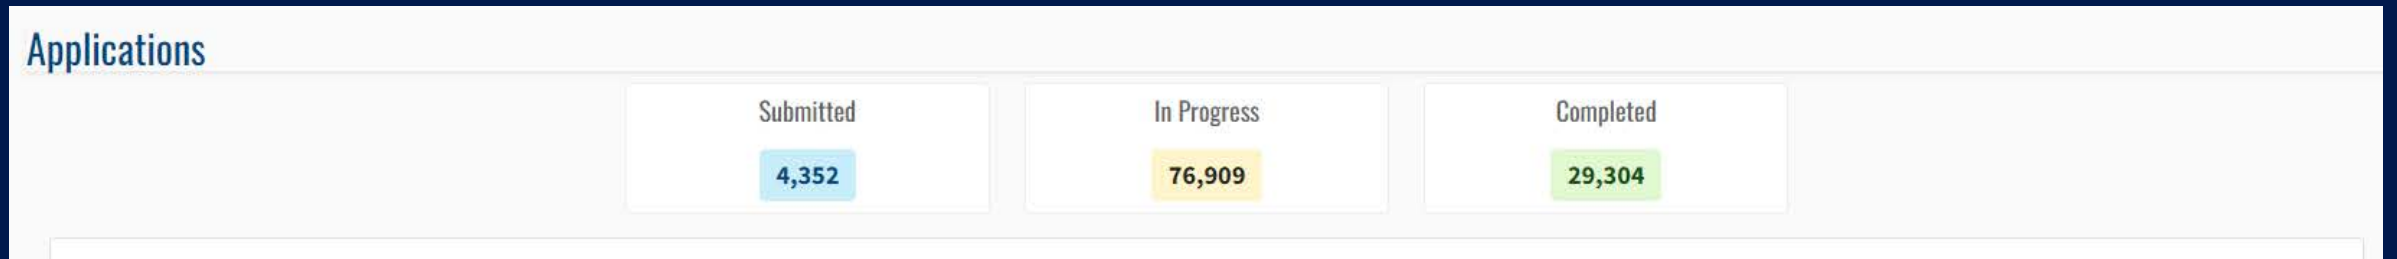 Applications
Submitted In Progress Completed
4,352 76,909 29,304